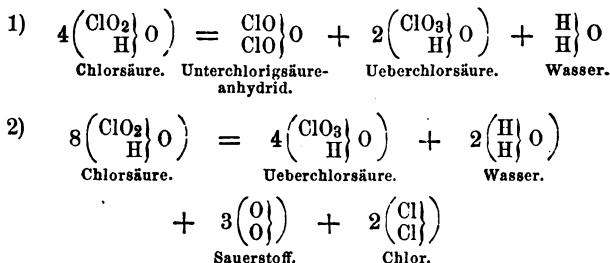 1) 4(ClO₂ H} O) = ClO ClO} O + 2(ClO₃ H} O) + H H} O
Chlorsäure. Unterchlorigsäure- Ueberchlorsäure. Wasser.
anhydrid.
2) 8(ClO₂ H} O) = 4(ClO₃ H} O) + 2(H H} O)
Chlorsäure. Ueberchlorsäure. Wasser.
+ 3(O O}) + 2(Cl Cl})
Sauerstoff. Chlor.